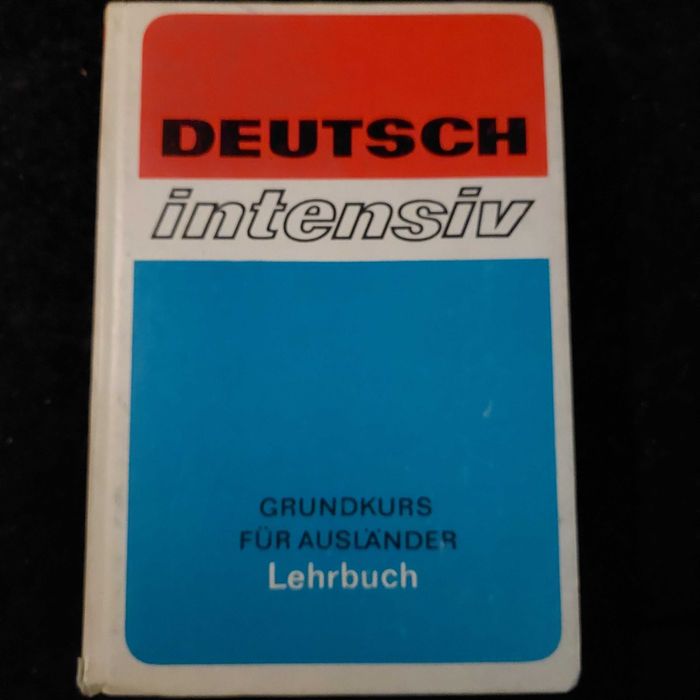 DEUTSCH
intensiv
GRUNDKURS
FÜR AUSLÄNDER
Lehrbuch